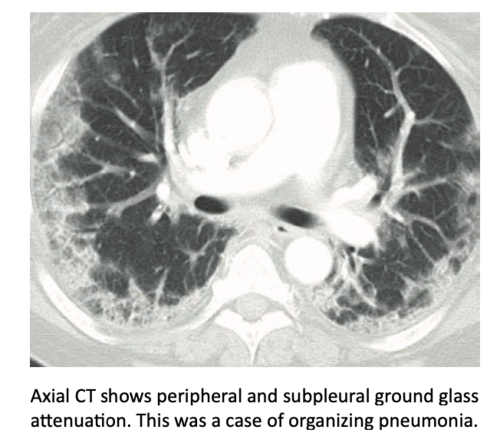 Axial CT shows peripheral and subpleural ground glass
attenuation. This was a case of organizing pneumonia.